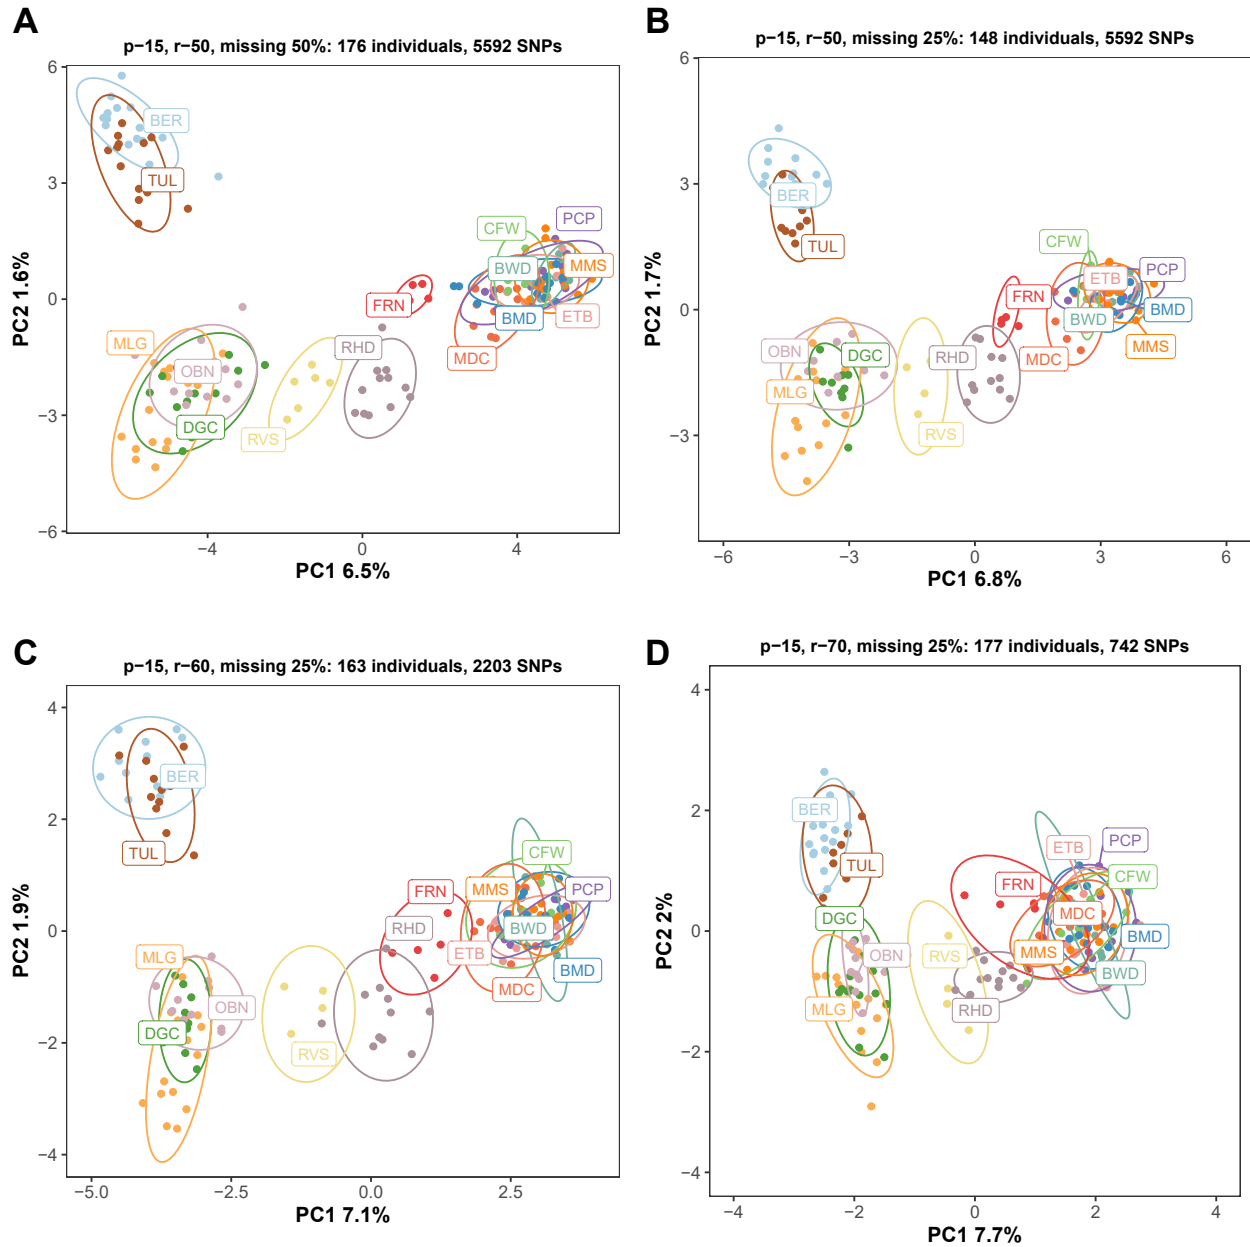 A
p−15, r−50, missing 50%: 176 individuals, 5592 SNPs
6
3
0
−3
−6
PC2 1.6%
BER
TUL
CFW
PCP
BWD
MMS
FRN
BMD
ETB
MLG
RHD
MDC
OBN
DGC
RVS
−4
0
4
PC1 6.5%
B
p−15, r−50, missing 25%: 148 individuals, 5592 SNPs
6
3
0
−3
PC2 1.7%
BER
TUL
CFW
PCP
ETB
FRN
BMD
BWD
OBN
DGC
RHD
MDC
MMS
MLG
RVS
−6
−3
0
3
6
PC1 6.8%
C
p−15, r−60, missing 25%: 163 individuals, 2203 SNPs
4
2
0
−2
−4
PC2 1.9%
BER
TUL
CFW
FRN
MMS
PCP
RHD
BWD
MLG
ETB
BMD
OBN
MDC
DGC
RVS
−5.0
−2.5
0.0
2.5
PC1 7.1%
D
p−15, r−70, missing 25%: 177 individuals, 742 SNPs
4
2
0
−2
−4
PC2 2%
BER
ETB
PCP
TUL
FRN
CFW
DGC
MDC
BMD
OBN
RVS
MMS
BWD
MLG
RHD
−4
−2
0
2
4
PC1 7.7%